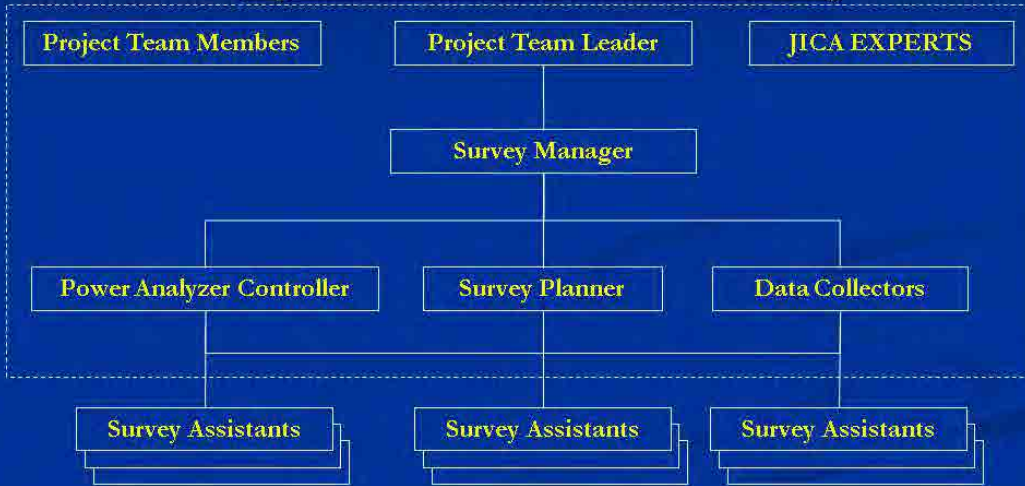 Project Team Members
Project Team Leader
JICA EXPERTS
Survey Manager
Power Analyzer Controller
Survey Planner
Data Collectors
Survey Assistants
Survey Assistants
Survey Assistants